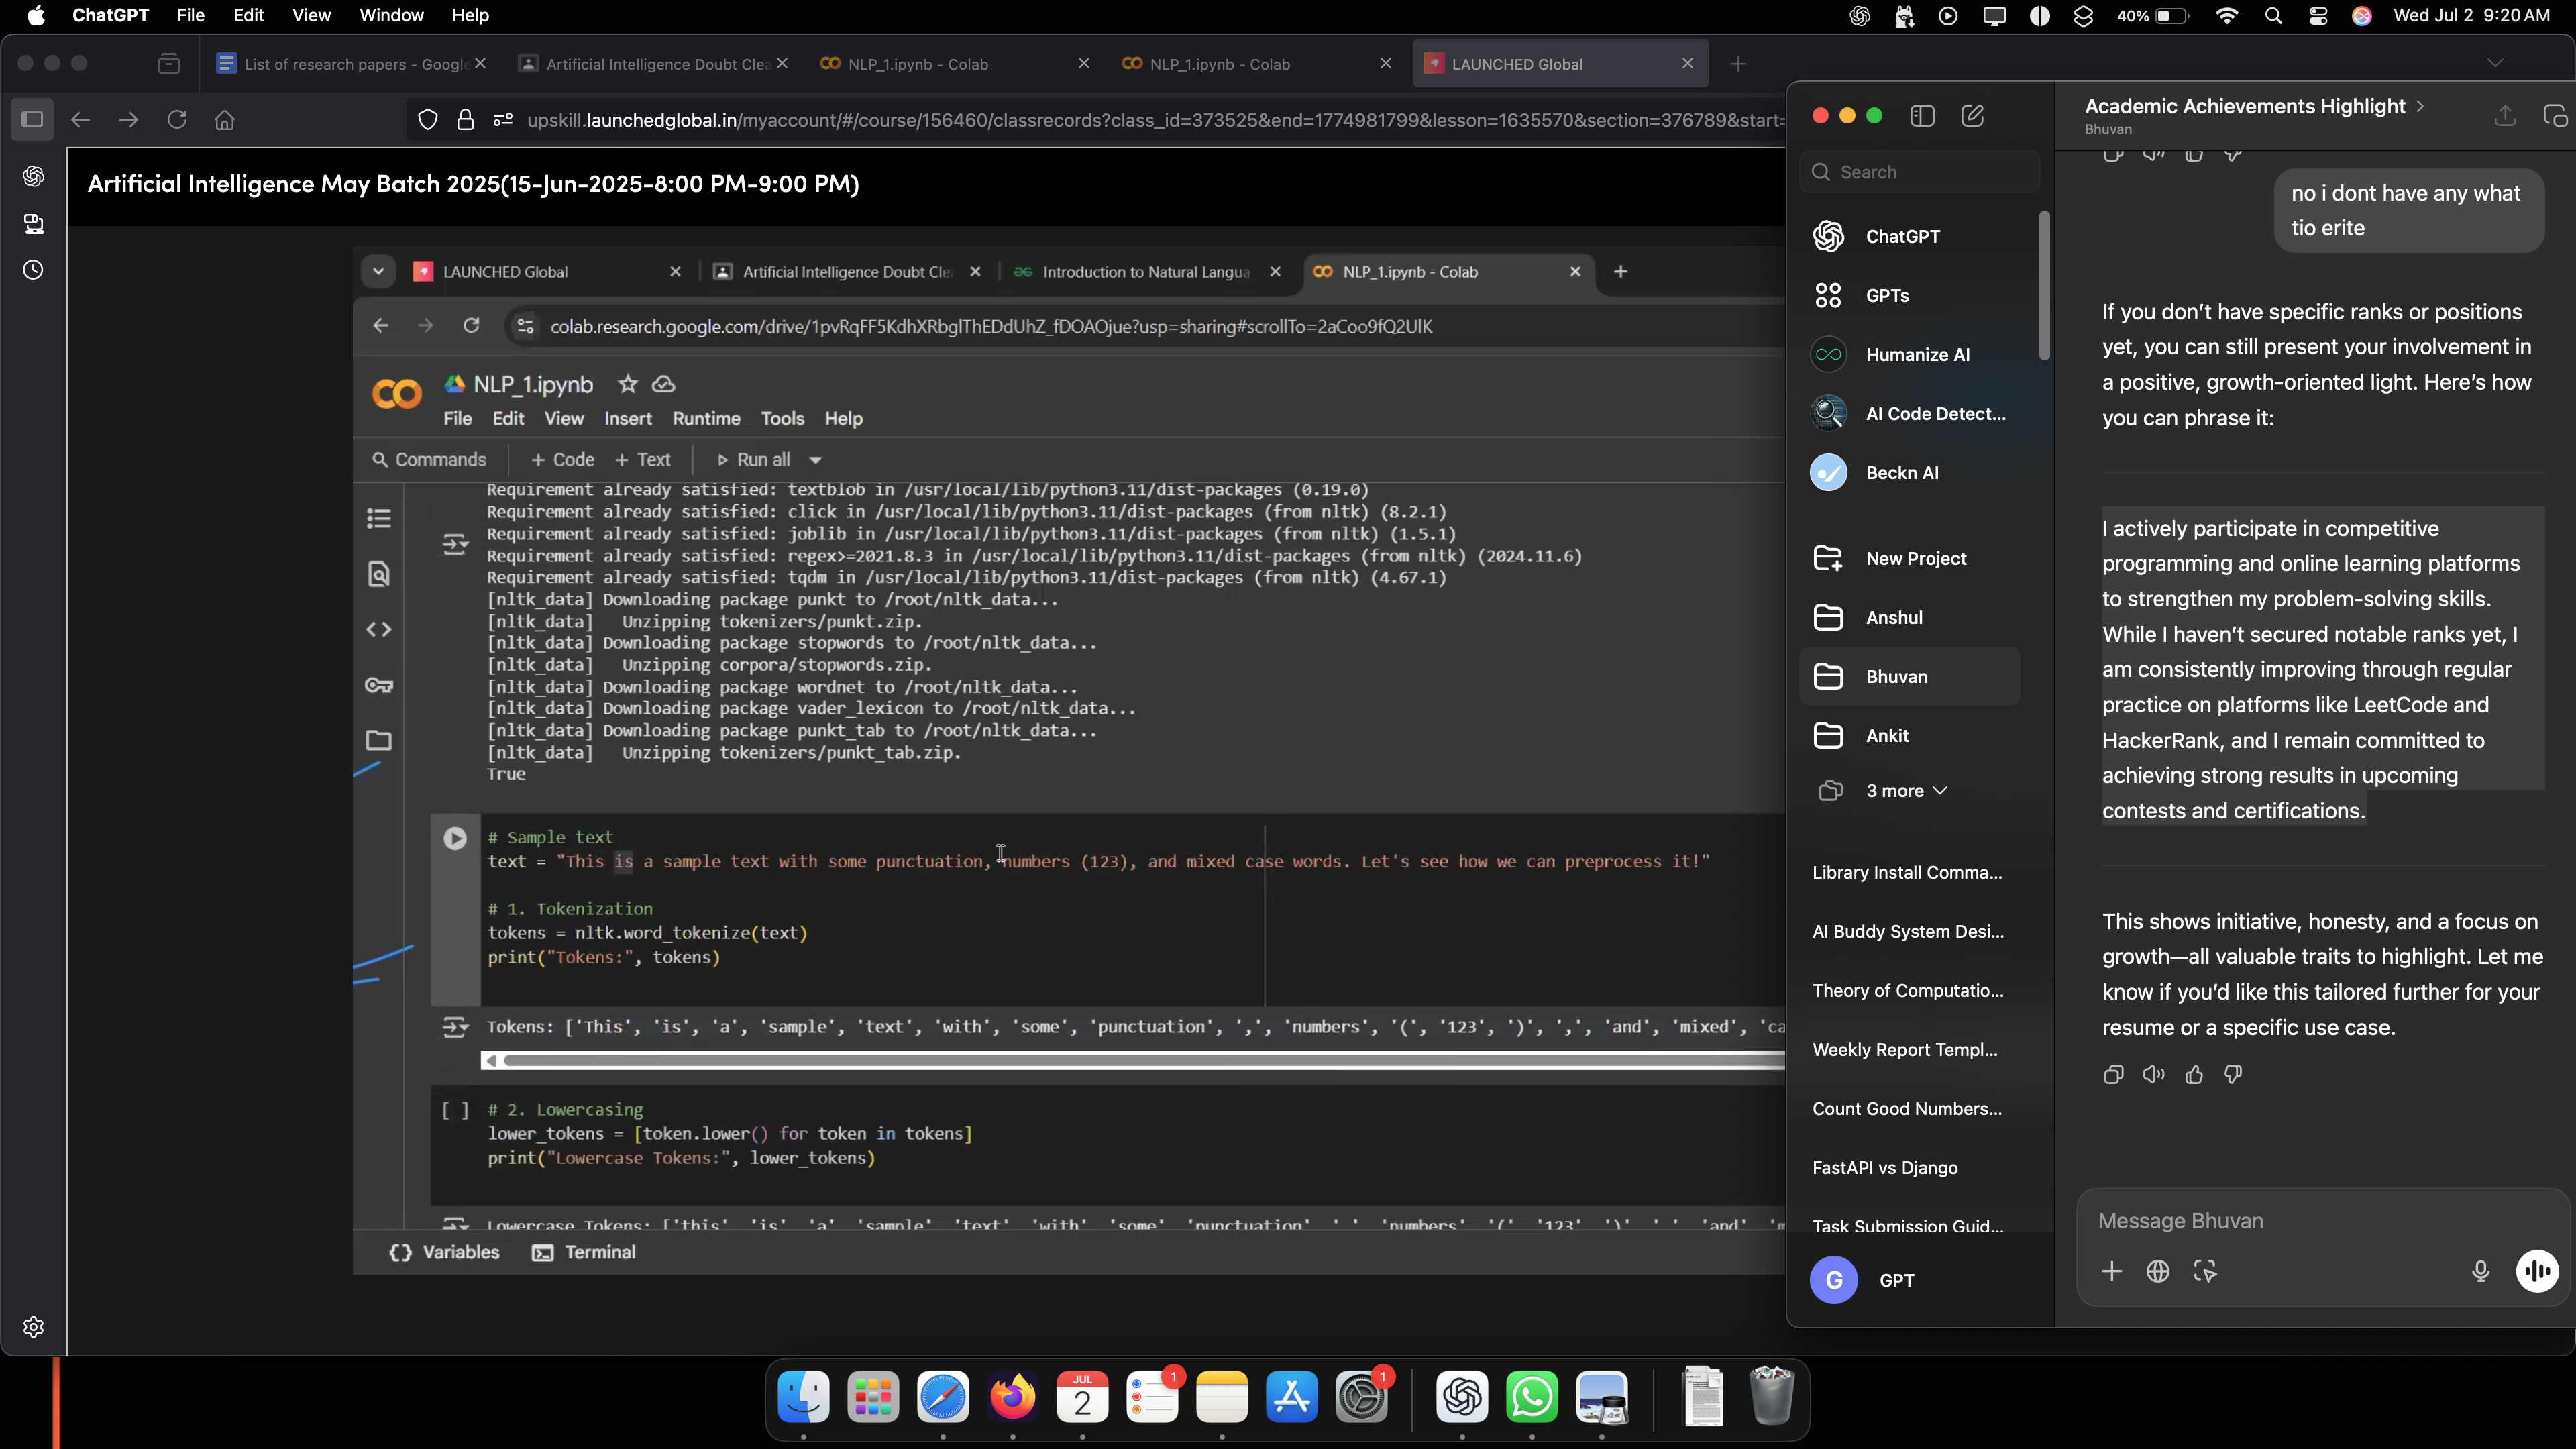 ChatGPT File Edit View Window Help 40% Wed Jul 2 9:20 AM
List of research papers - Google
Artificial Intelligence Doubt Clea
NLP_1.ipynb - Colab
NLP_1.ipynb - Colab
LAUNCHED Global
upskill.launchedglobal.in/myaccount/#/course/156460/classrecords?class_id=373525&end=1774981799&lesson=1635570&section=376789&start=
Artificial Intelligence May Batch 2025(15-Jun-2025-8:00 PM-9:00 PM)
LAUNCHED Global
Artificial Intelligence Doubt Cle
Introduction to Natural Langua
NLP_1.ipynb - Colab
colab.research.google.com/drive/1pvRqFF5KdhXRbglThEDdUhZ_fDOAOjue?usp=sharing#scrollTo=2aCoo9fQ2UlK
NLP_1.ipynb
File Edit View Insert Runtime Tools Help
Commands + Code + Text Run all
Requirement already satisfied: textblob in /usr/local/lib/python3.11/dist-packages (0.19.0)
Requirement already satisfied: click in /usr/local/lib/python3.11/dist-packages (from nltk) (8.2.1)
Requirement already satisfied: joblib in /usr/local/lib/python3.11/dist-packages (from nltk) (1.5.1)
Requirement already satisfied: regex>=2021.8.3 in /usr/local/lib/python3.11/dist-packages (from nltk) (2024.11.6)
Requirement already satisfied: tqdm in /usr/local/lib/python3.11/dist-packages (from nltk) (4.67.1)
[nltk_data] Downloading package punkt to /root/nltk_data...
[nltk_data]   Unzipping tokenizers/punkt.zip.
[nltk_data] Downloading package stopwords to /root/nltk_data...
[nltk_data]   Unzipping corpora/stopwords.zip.
[nltk_data] Downloading package wordnet to /root/nltk_data...
[nltk_data] Downloading package vader_lexicon to /root/nltk_data...
[nltk_data] Downloading package punkt_tab to /root/nltk_data...
[nltk_data]   Unzipping tokenizers/punkt_tab.zip.
True
# Sample text
text = "This is a sample text with some punctuation, numbers (123), and mixed case words. Let's see how we can preprocess it!"
# 1. Tokenization
tokens = nltk.word_tokenize(text)
print("Tokens:", tokens)
Tokens: ['This', 'is', 'a', 'sample', 'text', 'with', 'some', 'punctuation', ',', 'numbers', '(', '123', ')', ',', 'and', 'mixed', 'ca
[ ] # 2. Lowercasing
lower_tokens = [token.lower() for token in tokens]
print("Lowercase Tokens:", lower_tokens)
Lowercase Tokens: ['this', 'is', 'a', 'sample', 'text', 'with', 'some', 'punctuation', ',', 'numbers', '(', '123', ')', ',', 'and', 'm
Variables Terminal
Search
ChatGPT
GPTs
Humanize AI
AI Code Detect...
Beckn AI
New Project
Anshul
Bhuvan
Ankit
3 more
Library Install Comma...
AI Buddy System Desi...
Theory of Computatio...
Weekly Report Templ...
Count Good Numbers...
FastAPI vs Django
Task Submission Guid...
G GPT
Academic Achievements Highlight
Bhuvan
no i dont have any what
tio erite
If you don’t have specific ranks or positions
yet, you can still present your involvement in
a positive, growth-oriented light. Here’s how
you can phrase it:
I actively participate in competitive
programming and online learning platforms
to strengthen my problem-solving skills.
While I haven’t secured notable ranks yet, I
am consistently improving through regular
practice on platforms like LeetCode and
HackerRank, and I remain committed to
achieving strong results in upcoming
contests and certifications.
This shows initiative, honesty, and a focus on
growth—all valuable traits to highlight. Let me
know if you’d like this tailored further for your
resume or a specific use case.
Message Bhuvan
JUL
2
1
1